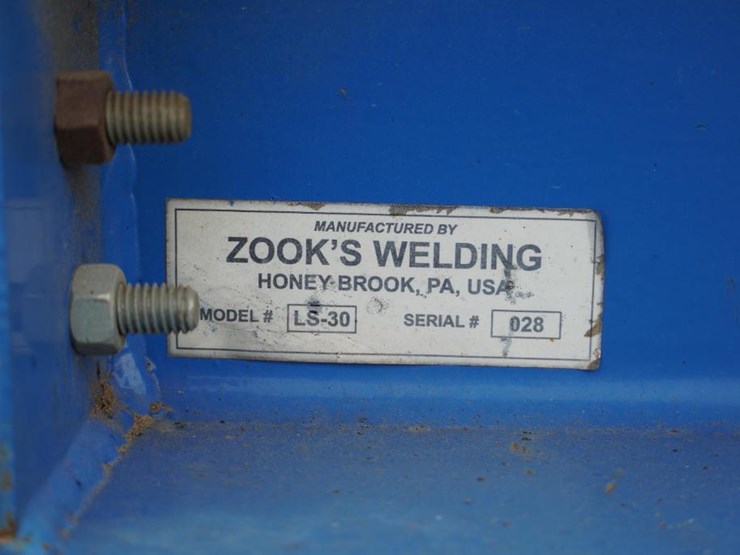 MANUFACTURED BY
ZOOK'S WELDING
HONEY BROOK, PA, USA
MODEL # LS-30 SERIAL # 028